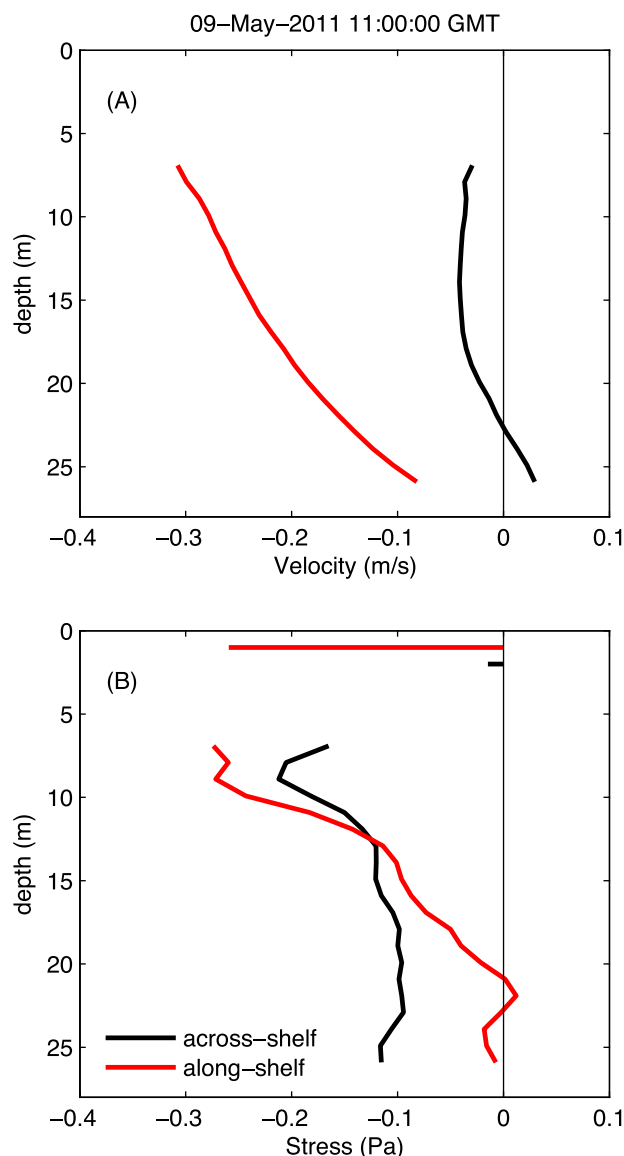 09–May–2011 11:00:00 GMT
(A)
0
5
10
15
20
25
depth (m)
–0.4 –0.3 –0.2 –0.1 0 0.1
Velocity (m/s)
(B)
0
5
10
15
20
25
depth (m)
across–shelf
along–shelf
–0.4 –0.3 –0.2 –0.1 0 0.1
Stress (Pa)